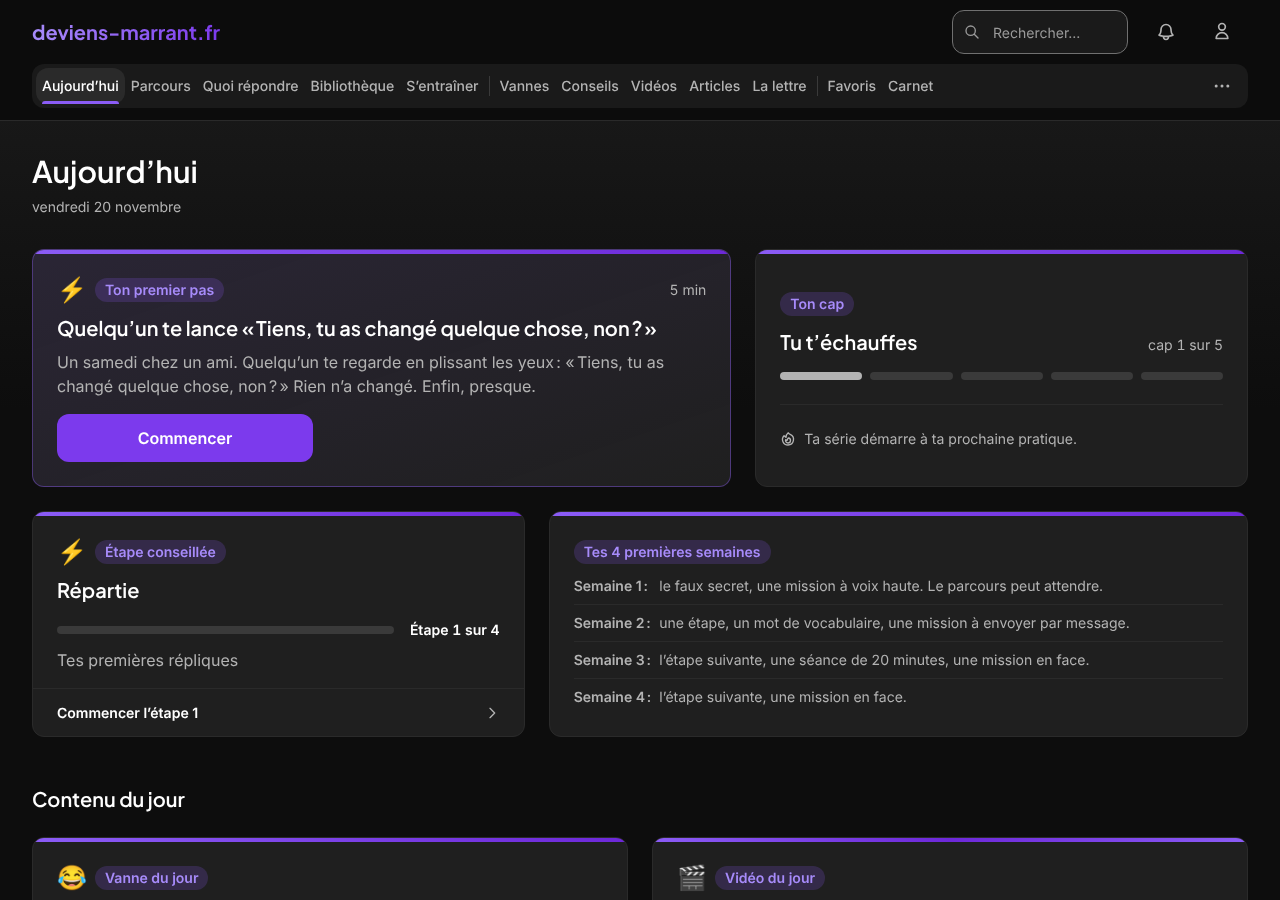 deviens-marrant.fr
Rechercher...
Aujourd’hui Parcours Quoi répondre Bibliothèque S’entraîner Vannes Conseils Vidéos Articles La lettre Favoris Carnet
Aujourd’hui
vendredi 20 novembre
Ton premier pas
5 min
Quelqu’un te lance « Tiens, tu as changé quelque chose, non ? »
Un samedi chez un ami. Quelqu’un te regarde en plissant les yeux : « Tiens, tu as
changé quelque chose, non ? » Rien n’a changé. Enfin, presque.
Commencer
Ton cap
Tu t’échauffes
cap 1 sur 5
Ta série démarre à ta prochaine pratique.
Étape conseillée
Répartie
Étape 1 sur 4
Tes premières répliques
Commencer l’étape 1
Tes 4 premières semaines
Semaine 1 : le faux secret, une mission à voix haute. Le parcours peut attendre.
Semaine 2 : une étape, un mot de vocabulaire, une mission à envoyer par message.
Semaine 3 : l’étape suivante, une séance de 20 minutes, une mission en face.
Semaine 4 : l’étape suivante, une mission en face.
Contenu du jour
Vanne du jour
Vidéo du jour